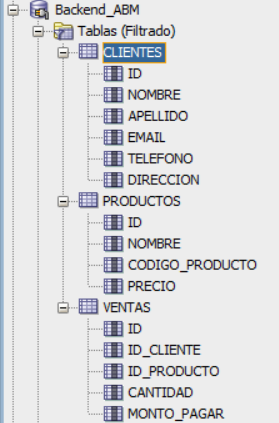 Backend_ABM
Tablas (Filtrado)
CLIENTES
ID
NOMBRE
APELLIDO
EMAIL
TELEFONO
DIRECCION
PRODUCTOS
ID
NOMBRE
CODIGO_PRODUCTO
PRECIO
VENTAS
ID
ID_CLIENTE
ID_PRODUCTO
CANTIDAD
MONTO_PAGAR